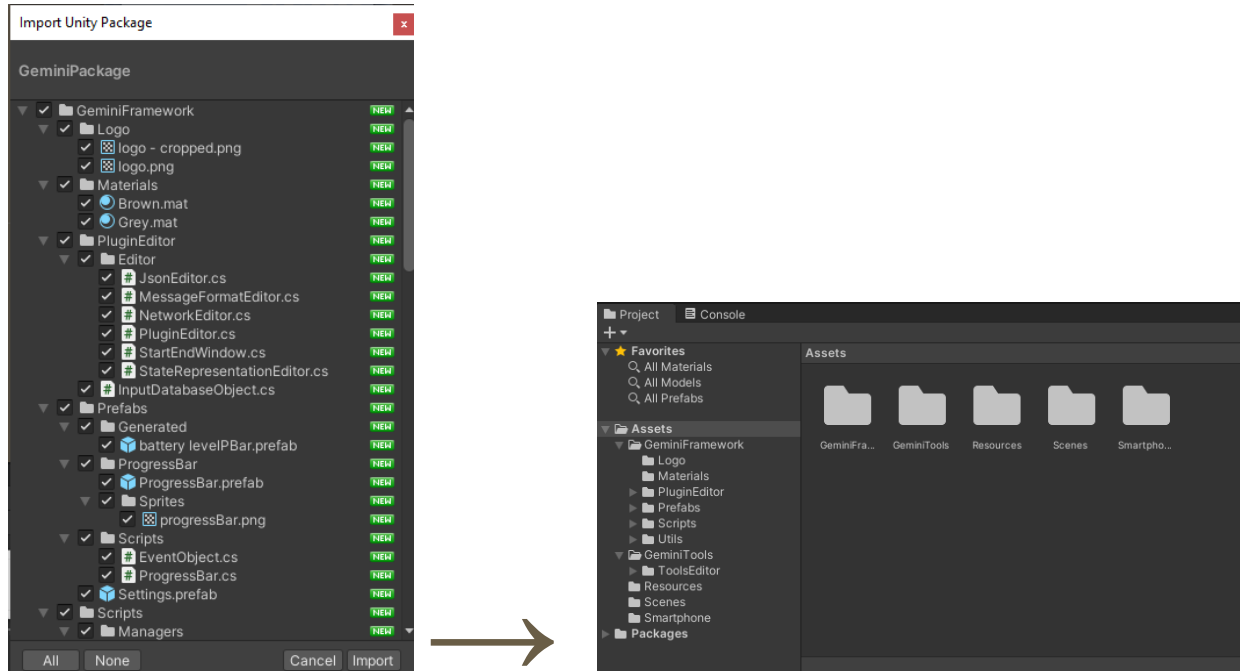 Import Unity Package
x
GeminiPackage
GeminiFramework NEW
Logo NEW
logo - cropped.png NEW
logo.png NEW
Materials NEW
Brown.mat NEW
Grey.mat NEW
PluginEditor NEW
Editor NEW
# JsonEditor.cs NEW
# MessageFormatEditor.cs NEW
# NetworkEditor.cs NEW
# PluginEditor.cs NEW
# StartEndWindow.cs NEW
# StateRepresentationEditor.cs NEW
# InputDatabaseObject.cs NEW
Prefabs NEW
Generated NEW
battery levelPBar.prefab NEW
ProgressBar NEW
ProgressBar.prefab NEW
Sprites NEW
progressBar.png NEW
Scripts NEW
# EventObject.cs NEW
# ProgressBar.cs NEW
Settings.prefab NEW
Scripts NEW
Managers NEW
All None Cancel Import
Project Console
+
Favorites
All Materials
All Models
All Prefabs
Assets
GeminiFramework
Logo
Materials
PluginEditor
Prefabs
Scripts
Utils
GeminiTools
ToolsEditor
Resources
Scenes
Smartphone
Packages
Assets
GeminiFra... GeminiTools Resources Scenes Smartpho...